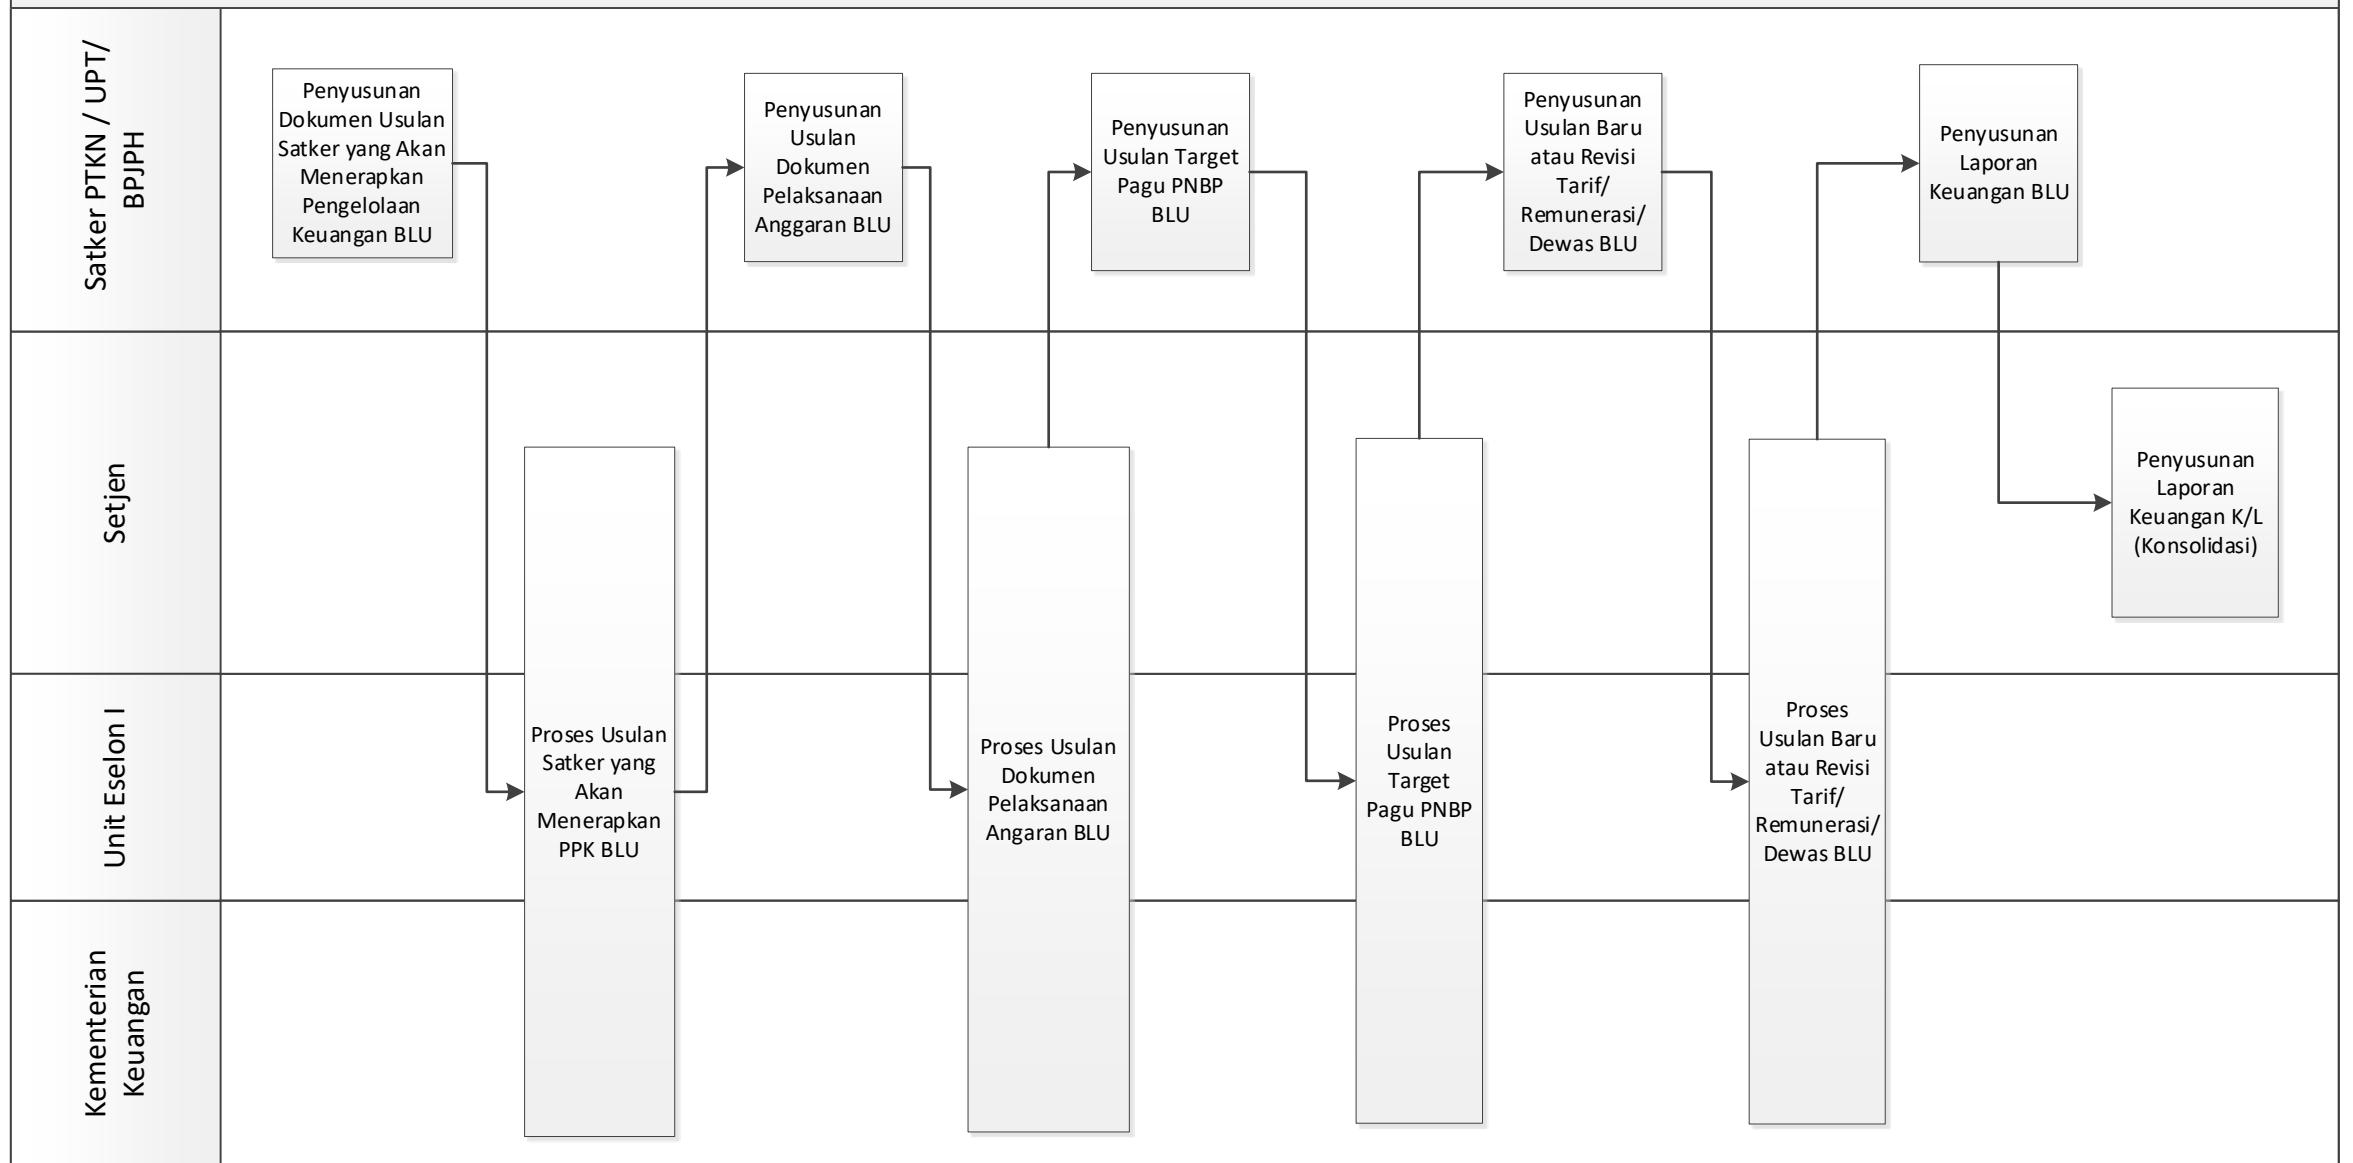 Satker PTKN / UPT/
BPJPH
Penyusunan
Dokumen Usulan
Satker yang Akan
Menerapkan
Pengelolaan
Keuangan BLU
Penyusunan
Usulan
Dokumen
Pelaksanaan
Anggaran BLU
Penyusunan
Usulan Target
Pagu PNBP
BLU
Penyusunan
Usulan Baru
atau Revisi
Tarif/
Remunerasi/
Dewas BLU
Penyusunan
Laporan
Keuangan BLU
Setjen
Penyusunan
Laporan
Keuangan K/L
(Konsolidasi)
Unit Eselon I
Proses Usulan
Satker yang
Akan
Menerapkan
PPK BLU
Proses Usulan
Dokumen
Pelaksanaan
Angaran BLU
Proses
Usulan
Target
Pagu PNBP
BLU
Proses
Usulan Baru
atau Revisi
Tarif/
Remunerasi/
Dewas BLU
Kementerian
Keuangan